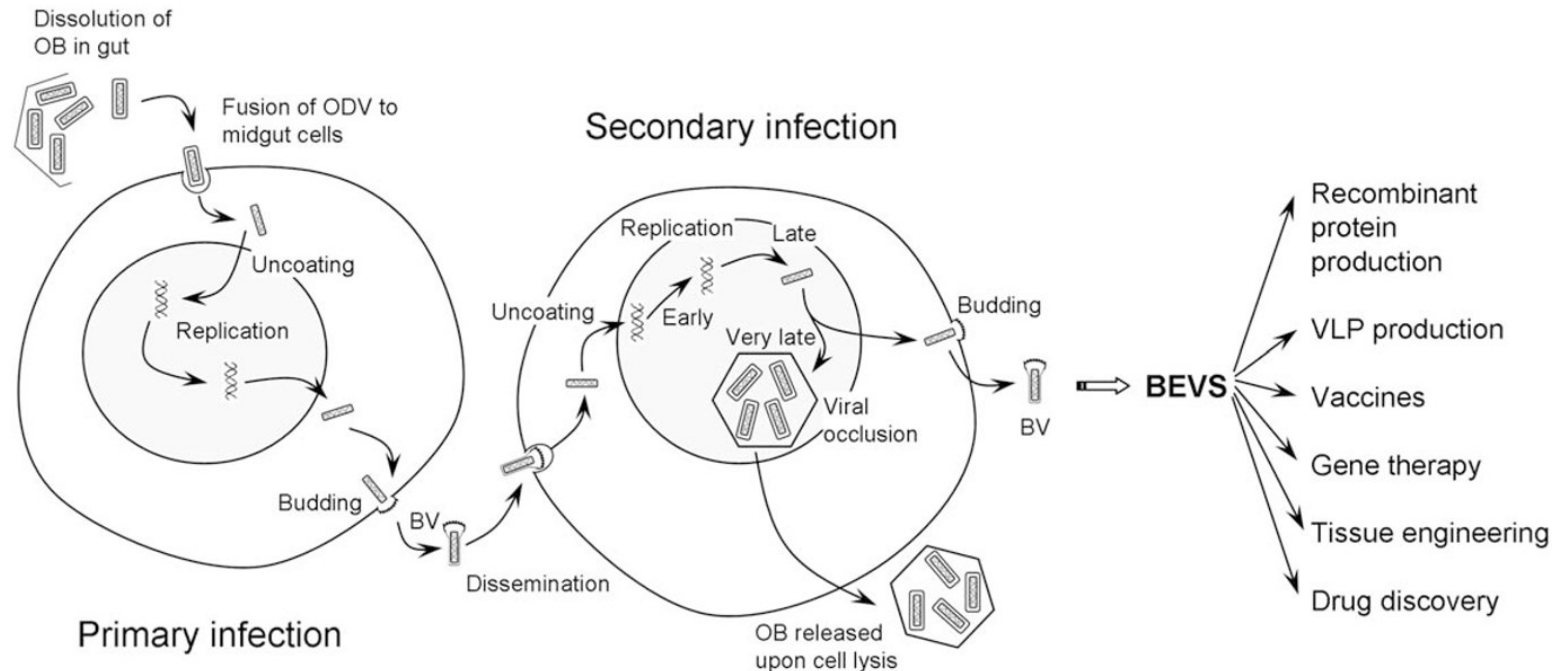 Dissolution of
OB in gut
Fusion of ODV to
midgut cells
Uncoating
Replication
Budding
BV
Dissemination
Primary infection
Secondary infection
Uncoating
Replication
Early
Late
Very late
Viral
occlusion
Budding
BV
OB released
upon cell lysis
BEVS
Recombinant
protein
production
VLP production
Vaccines
Gene therapy
Tissue engineering
Drug discovery